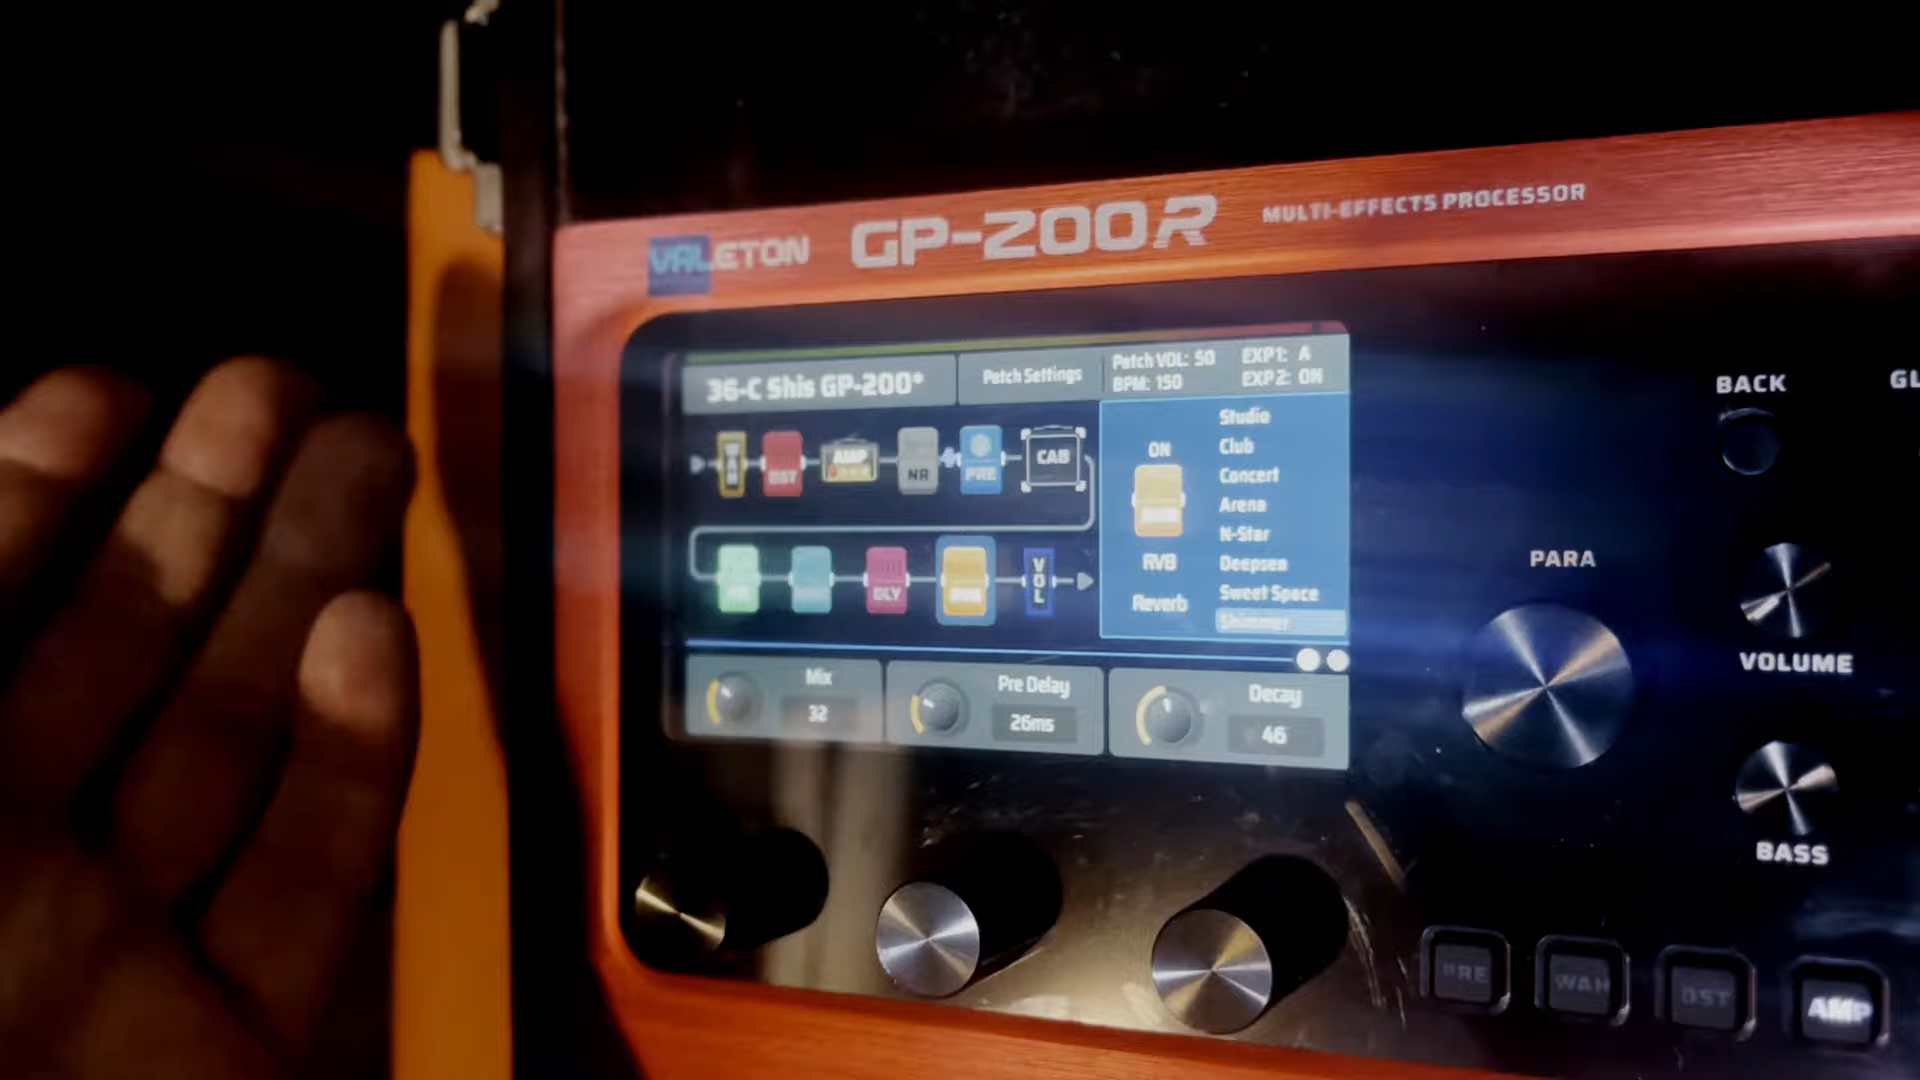 VALETON GP-200R MULTI-EFFECTS PROCESSOR
36-C Shis GP-200*
Patch Settings
Patch VOL: 50 EXP1: A
BPM: 150 EXP2: ON
DST AMP NR PRE CAB
DLY VOL
ON
RVB
Reverb
Studio
Club
Concert
Arena
N-Star
Deepsea
Sweet Space
Shimmer
Mix
32
Pre Delay
26ms
Decay
46
BACK
GL
PARA
VOLUME
BASS
PRE WAH DST AMP